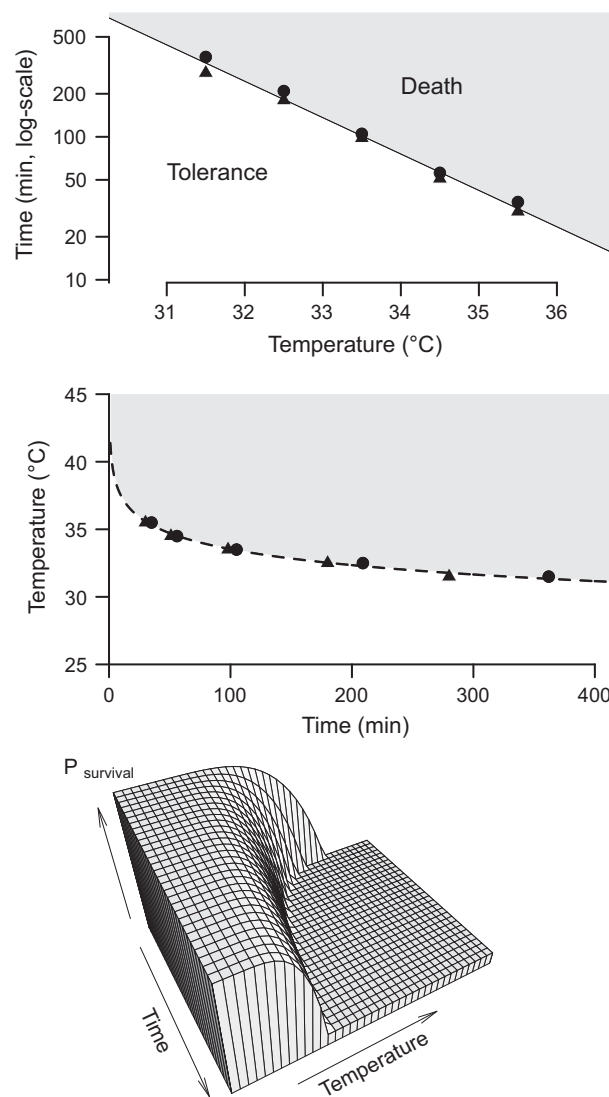 Time (min, log-scale)
500
200
100
50
20
10
Death
Tolerance
31 32 33 34 35 36
Temperature (°C)
Temperature (°C)
45
40
35
30
25
0 100 200 300 400
Time (min)
P survival
Time
Temperature